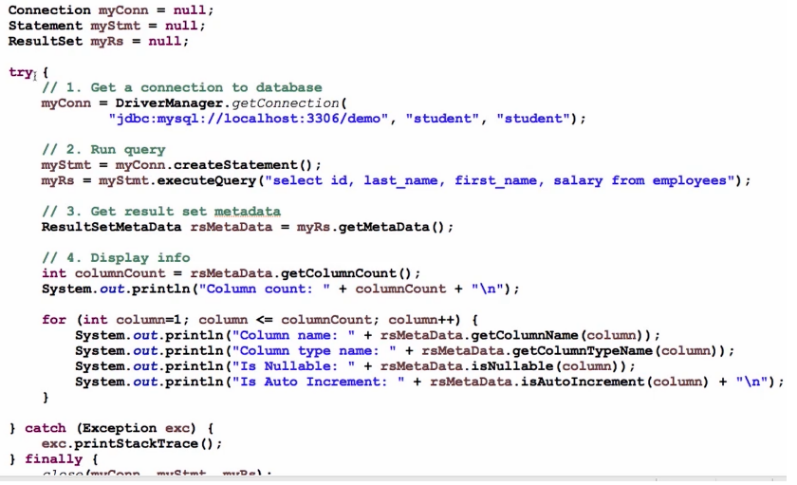 Connection myConn = null;
Statement myStmt = null;
ResultSet myRs = null;
try {
// 1. Get a connection to database
myConn = DriverManager.getConnection(
"jdbc:mysql://localhost:3306/demo", "student", "student");
// 2. Run query
myStmt = myConn.createStatement();
myRs = myStmt.executeQuery("select id, last_name, first_name, salary from employees");
// 3. Get result set metadata
ResultSetMetaData rsMetaData = myRs.getMetaData();
// 4. Display info
int columnCount = rsMetaData.getColumnCount();
System.out.println("Column count: " + columnCount + "\n");
for (int column=1; column <= columnCount; column++) {
System.out.println("Column name: " + rsMetaData.getColumnName(column));
System.out.println("Column type name: " + rsMetaData.getColumnTypeName(column));
System.out.println("Is Nullable: " + rsMetaData.isNullable(column));
System.out.println("Is Auto Increment: " + rsMetaData.isAutoIncrement(column) + "\n");
}
} catch (Exception exc) {
exc.printStackTrace();
} finally {
close(myConn, myStmt, myRs);